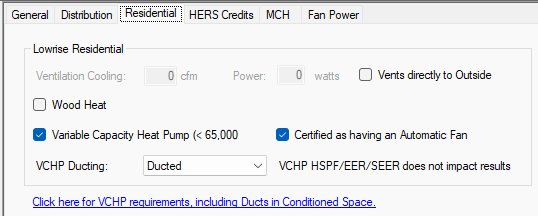 General Distribution Residential HERS Credits MCH Fan Power
Lowrise Residential
Ventilation Cooling: 0 cfm Power: 0 watts Vents directly to Outside
Wood Heat
Variable Capacity Heat Pump (< 65,000 Certified as having an Automatic Fan
VCHP Ducting: Ducted VCHP HSPF/EER/SEER does not impact results
Click here for VCHP requirements, including Ducts in Conditioned Space.